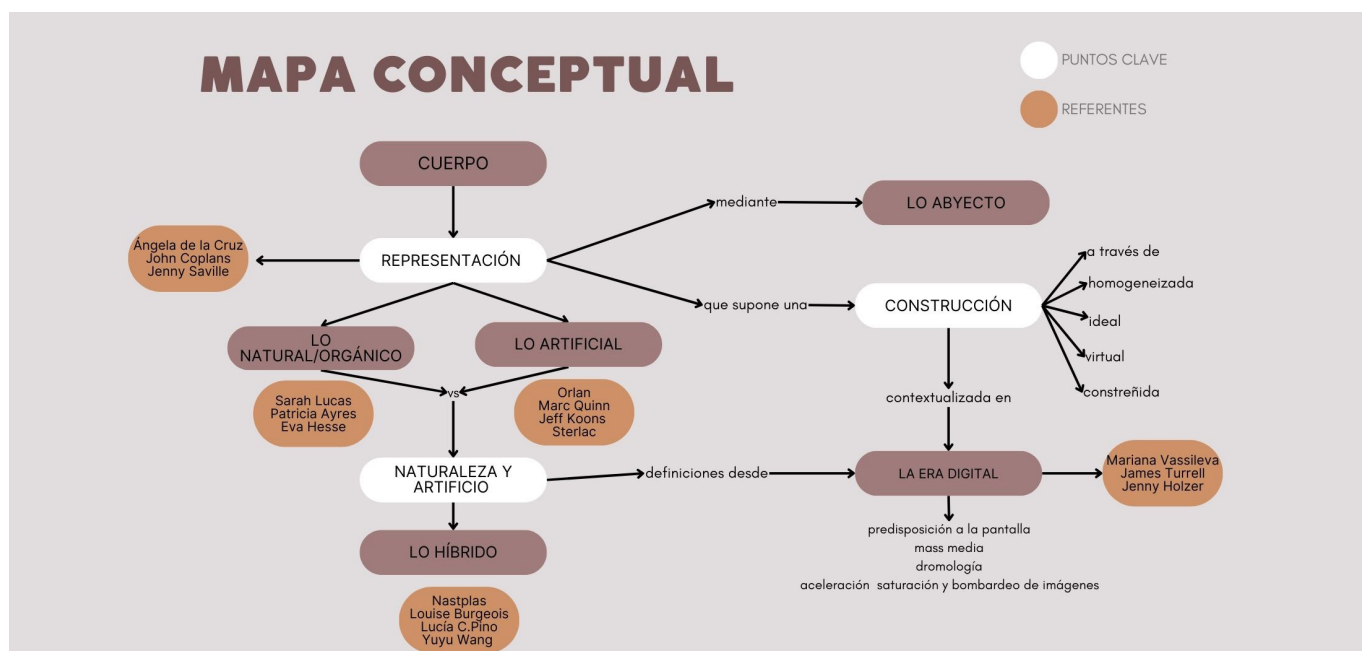 MAPA CONCEPTUAL
PUNTOS CLAVE
REFERENTES
CUERPO
mediante
LO ABYECTO
Ángela de la Cruz
John Coplans
Jenny Saville
REPRESENTACIÓN
que supone una
CONSTRUCCIÓN
a través de
homogeneizada
ideal
virtual
constreñida
LO
NATURAL/ORGÁNICO
LO ARTIFICIAL
vs
Sarah Lucas
Patricia Ayres
Eva Hesse
Orlan
Marc Quinn
Jeff Koons
Sterlac
contextualizada en
NATURALEZA Y
ARTIFICIO
definiciones desde
LA ERA DIGITAL
Mariana Vassileva
James Turrell
Jenny Holzer
predisposición a la pantalla
mass media
dromología
aceleración saturación y bombardeo de imágenes
LO HÍBRIDO
Nastplas
Louise Burgeois
Lucía C.Pino
Yuyu Wang